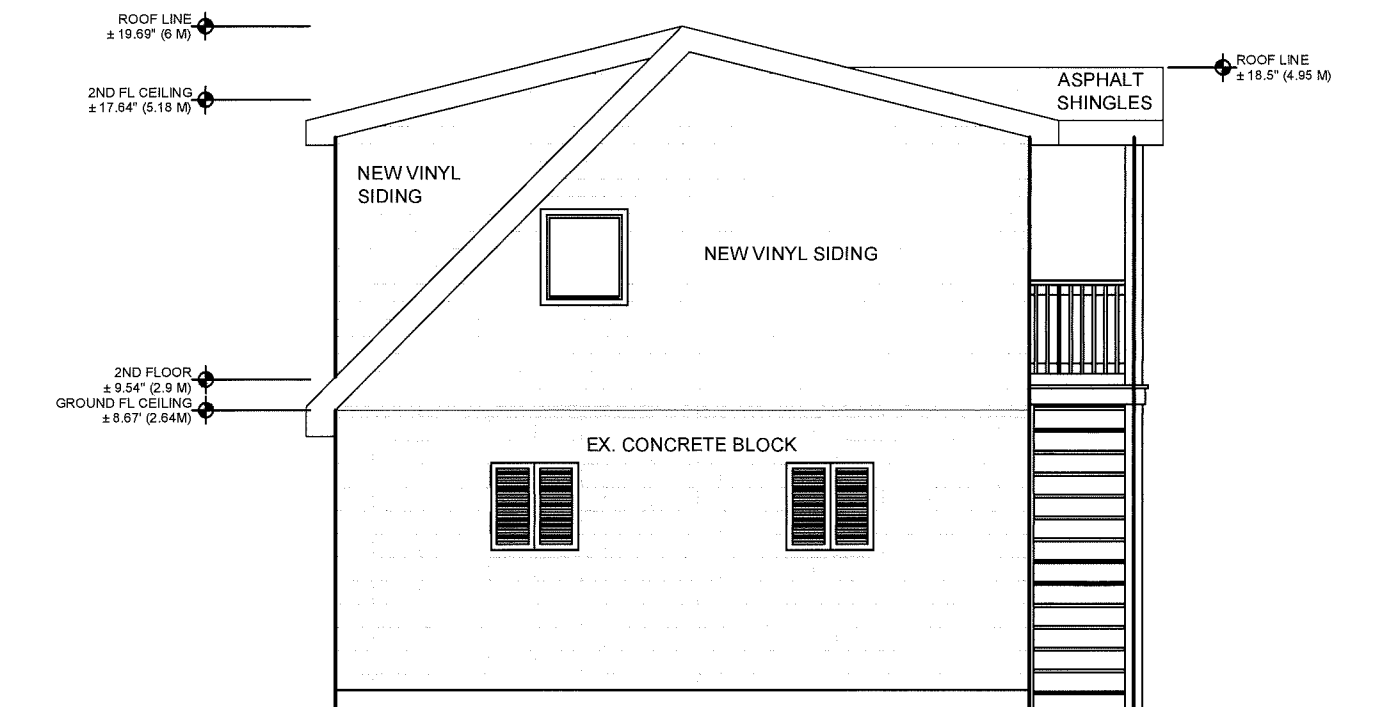 ROOF LINE
± 19.69" (6 M)
ROOF LINE
± 18.5" (4.95 M)
ASPHALT
SHINGLES
2ND FL CEILING
± 17.64" (5.18 M)
NEW VINYL
SIDING
NEW VINYL SIDING
2ND FLOOR
± 9.54" (2.9 M)
GROUND FL CEILING
± 8.67' (2.64M)
EX. CONCRETE BLOCK